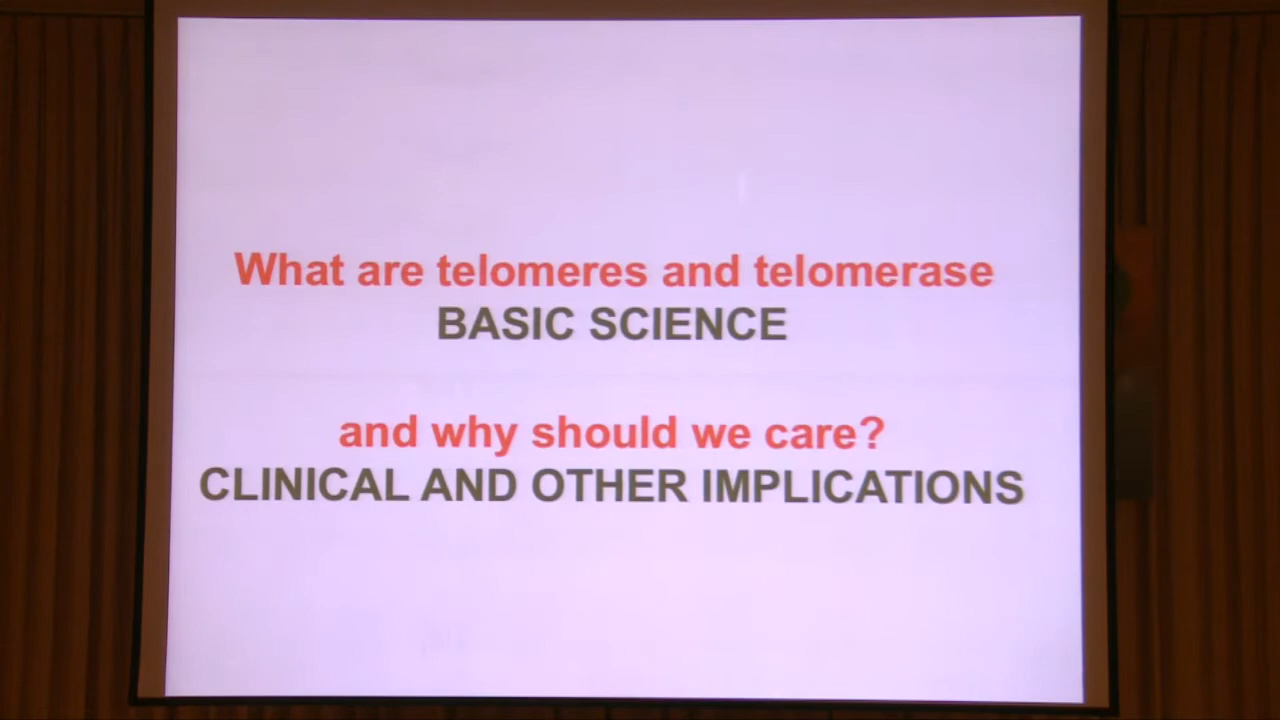 What are telomeres and telomerase
BASIC SCIENCE
and why should we care?
CLINICAL AND OTHER IMPLICATIONS